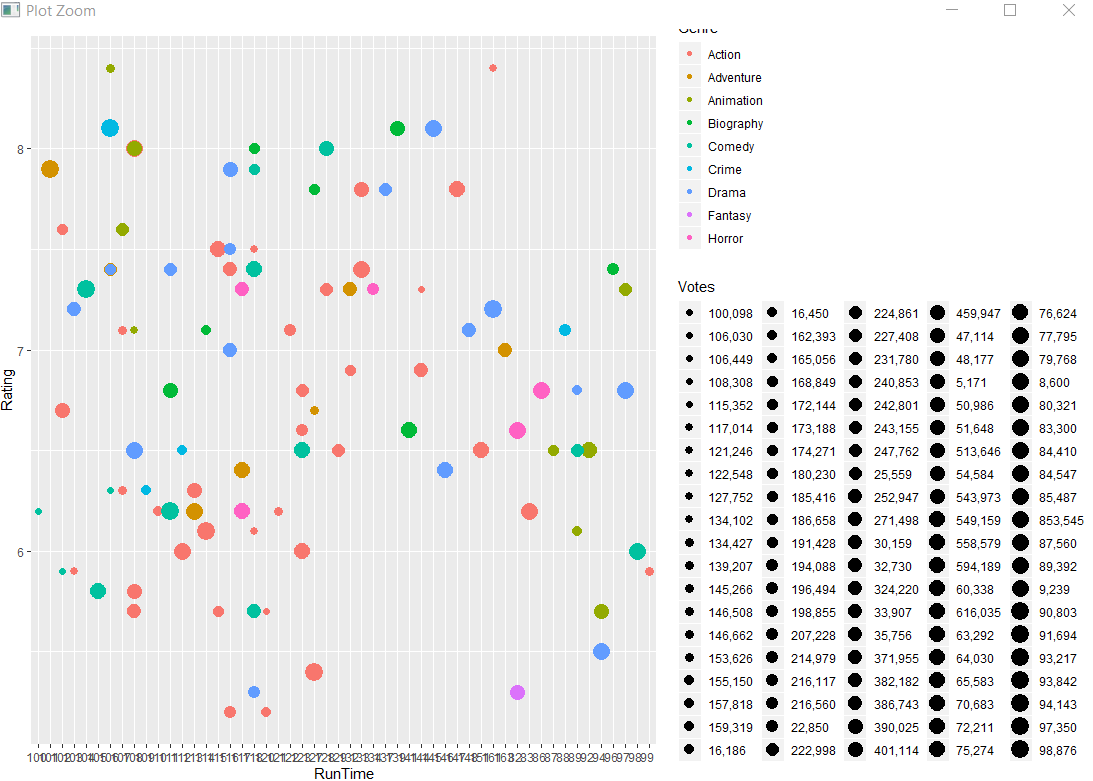 Plot Zoom
Genre
Action
Adventure
Animation
Biography
Comedy
Crime
Drama
Fantasy
Horror
Votes
100,098 16,450 224,861 459,947 76,624
106,030 162,393 227,408 47,114 77,795
106,449 165,056 231,780 48,177 79,768
108,308 168,849 240,853 5,171 8,600
115,352 172,144 242,801 50,986 80,321
117,014 173,188 243,155 51,648 83,300
121,246 174,271 247,762 513,646 84,410
122,548 180,230 25,559 54,584 84,547
127,752 185,416 252,947 543,973 85,487
134,102 186,658 271,498 549,159 853,545
134,427 191,428 30,159 558,579 87,560
139,207 194,088 32,730 594,189 89,392
145,266 196,494 324,220 60,338 9,239
146,508 198,855 33,907 616,035 90,803
146,662 207,228 35,756 63,292 91,694
153,626 214,979 371,955 64,030 93,217
155,150 216,117 382,182 65,583 93,842
157,818 216,560 386,743 70,683 94,143
159,319 22,850 390,025 72,211 97,350
16,186 222,998 401,114 75,274 98,876
8
7
6
Rating
RunTime